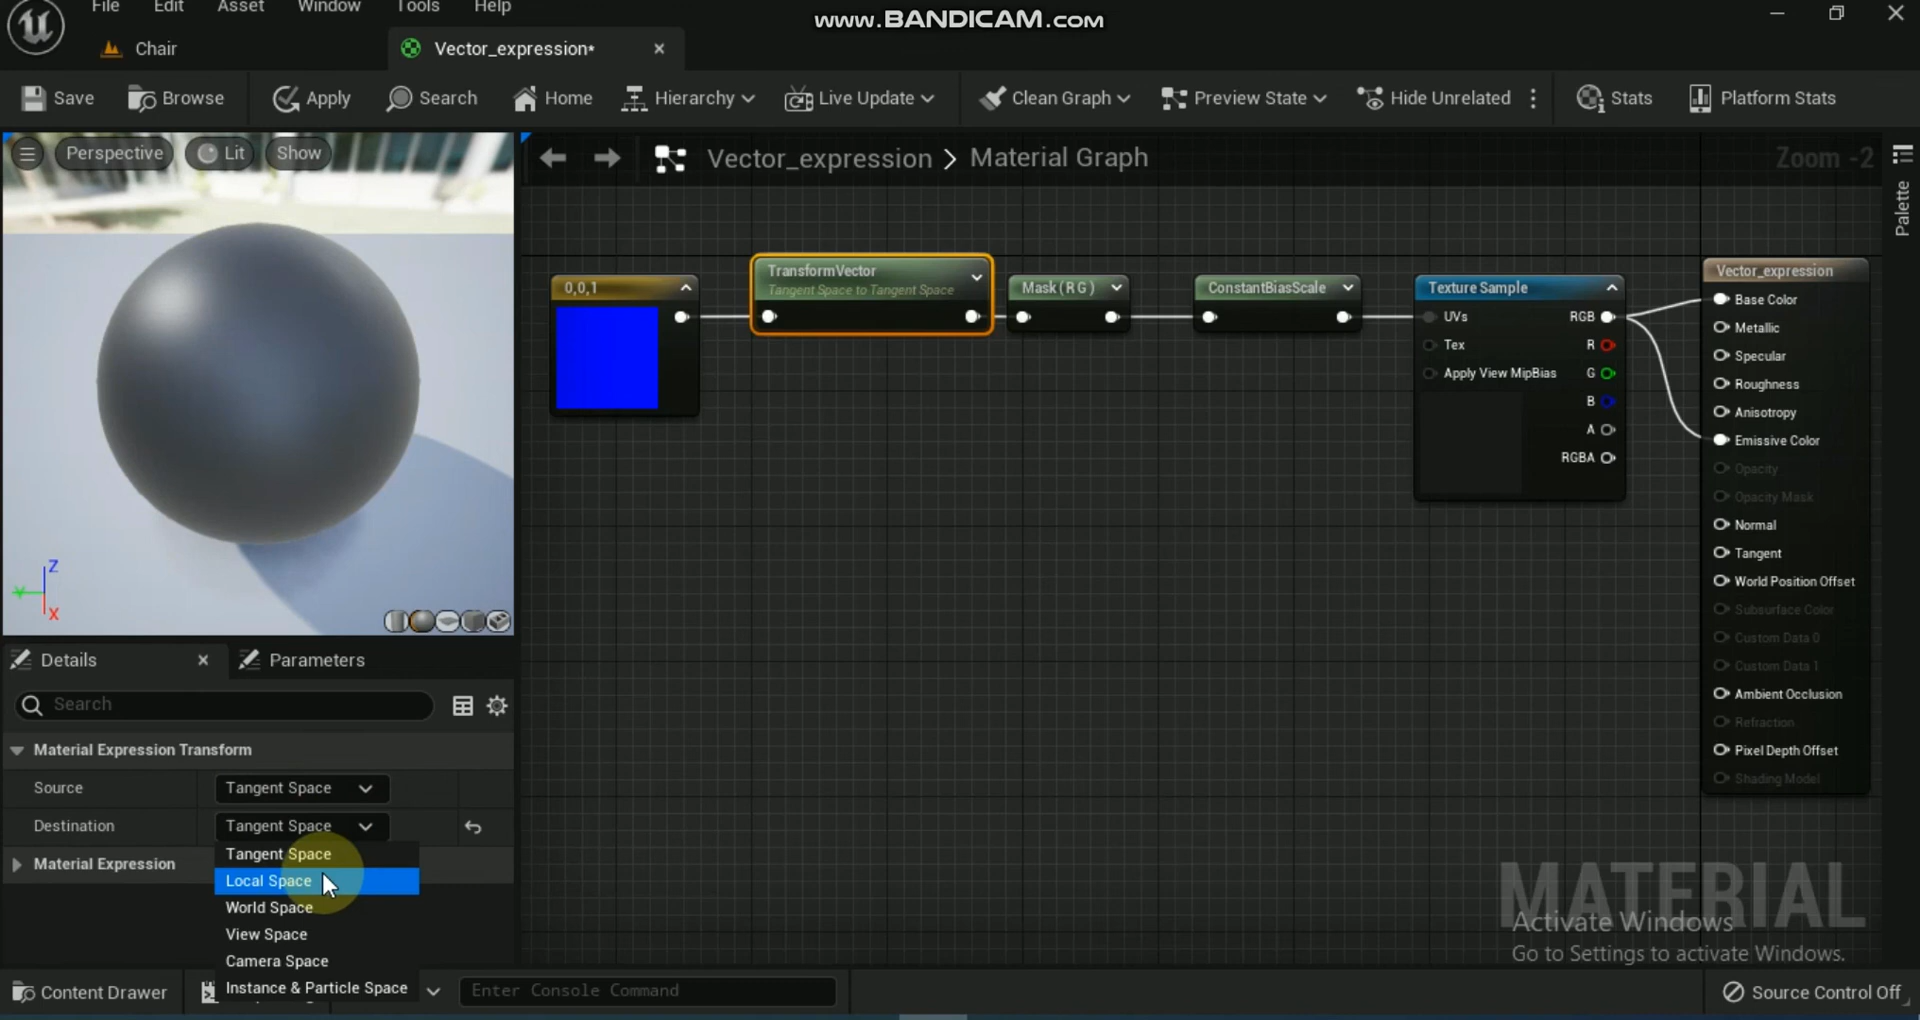 File Edit Asset Window Tools Help
www.BANDICAM.com
Chair
Vector_expression*
Save Browse Apply Search Home Hierarchy Live Update Clean Graph Preview State Hide Unrelated Stats Platform Stats
Perspective Lit Show
Vector_expression > Material Graph
Zoom -2
Palette
0,0,1
TransformVector
Tangent Space to Tangent Space
Mask ( R G )
ConstantBiasScale
Texture Sample
UVs RGB
Tex R
Apply View MipBias G
B
A
RGBA
Vector_expression
Base Color
Metallic
Specular
Roughness
Anisotropy
Emissive Color
Opacity
Opacity Mask
Normal
Tangent
World Position Offset
Subsurface Color
Custom Data 0
Custom Data 1
Ambient Occlusion
Refraction
Pixel Depth Offset
Shading Model
Z
Y
X
Details Parameters
Search
Material Expression Transform
Source Tangent Space
Destination Tangent Space
Material Expression
Tangent Space
Local Space
World Space
View Space
Camera Space
Instance & Particle Space
MATERIAL
Activate Windows
Go to Settings to activate Windows.
Content Drawer
Enter Console Command
Source Control Off